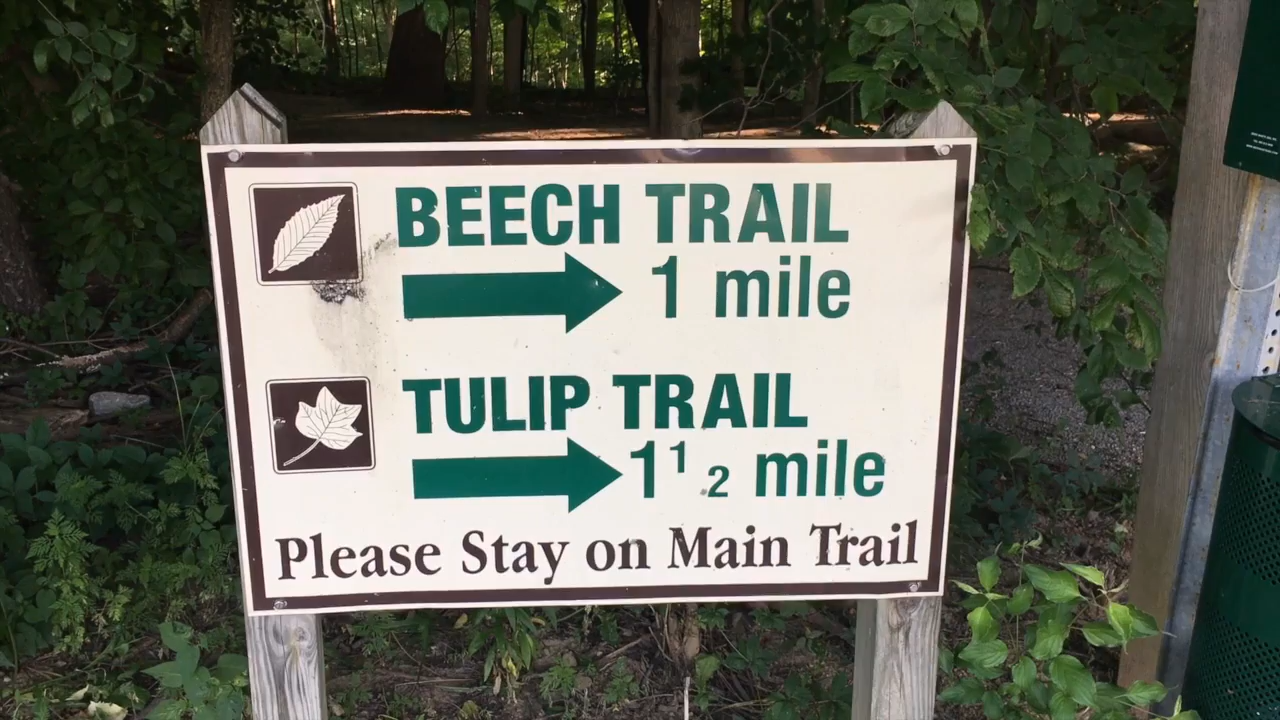 BEECH TRAIL
1 mile
TULIP TRAIL
1 1 2 mile
Please Stay on Main Trail